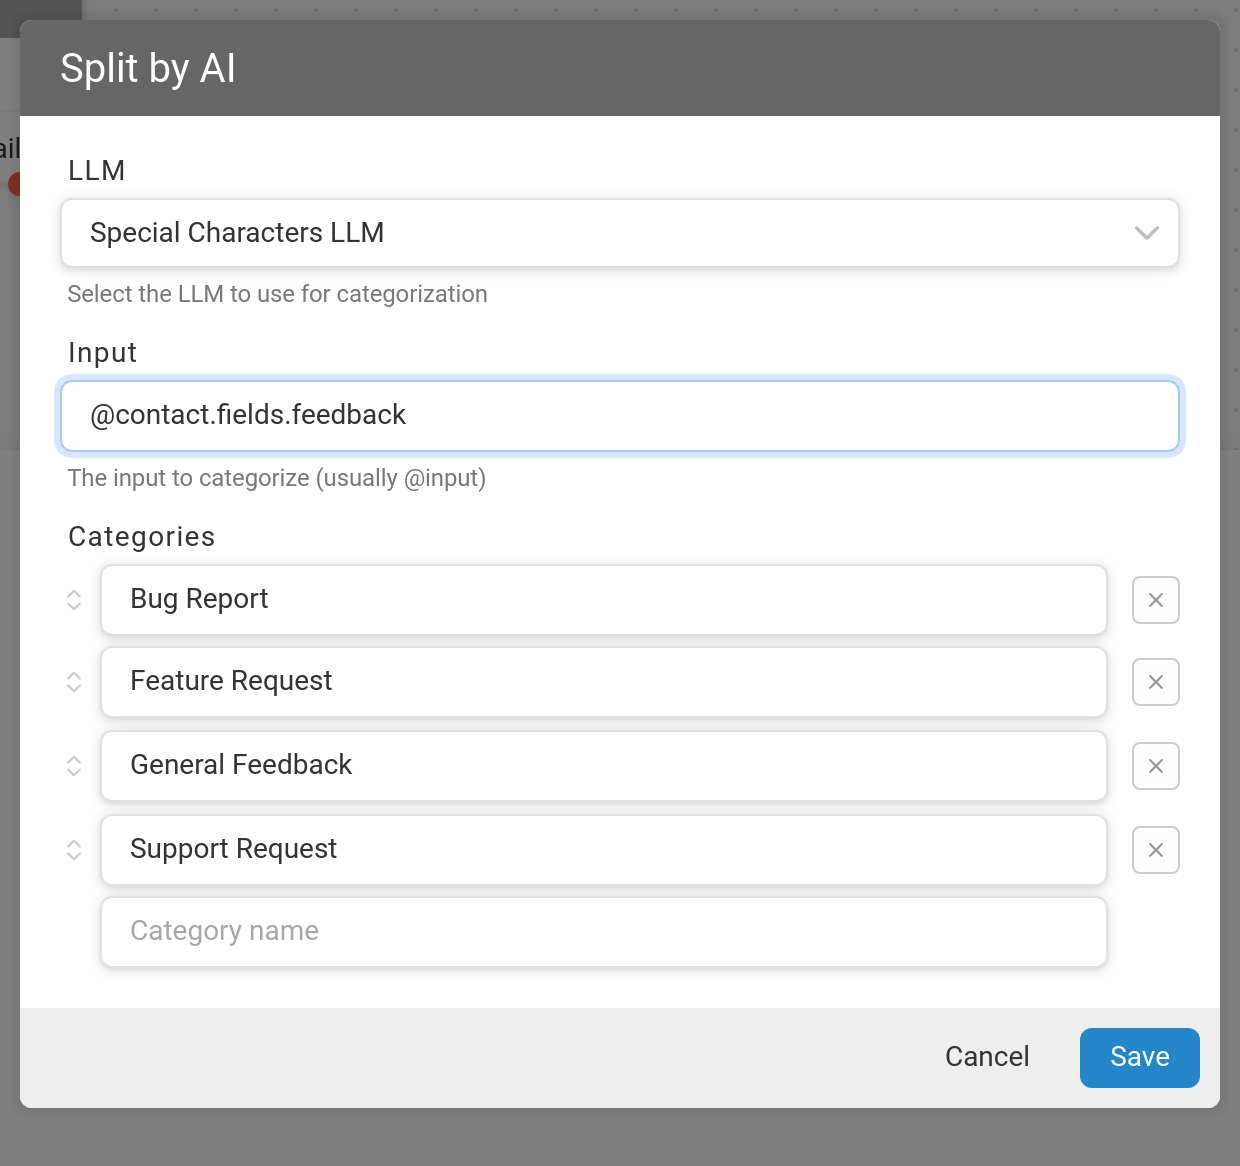 Split by AI
LLM
Special Characters LLM
Select the LLM to use for categorization
Input
@contact.fields.feedback
The input to categorize (usually @input)
Categories
Bug Report
Feature Request
General Feedback
Support Request
Category name
Cancel
Save